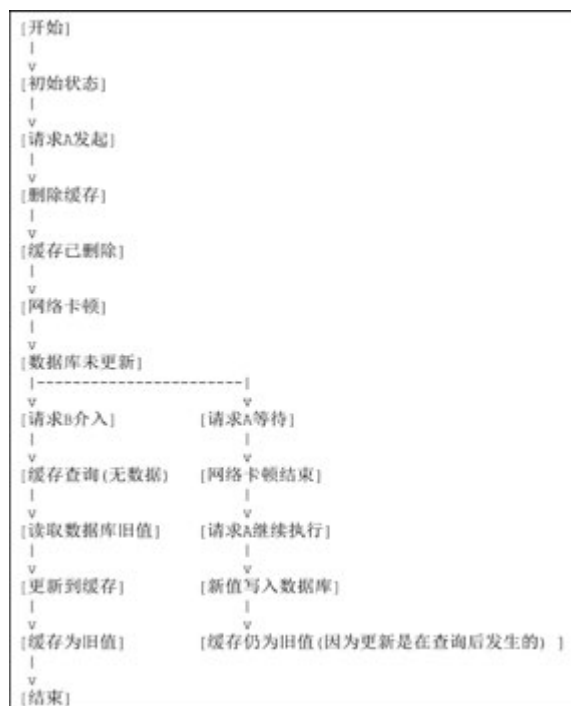 [开始]
|
v
[初始状态]
|
v
[请求A发起]
|
v
[删除缓存]
|
v
[缓存已删除]
|
v
[网络卡顿]
|
v
[数据库未更新]
|-----------------------|
v v
[请求B介入] [请求A等待]
| |
v v
[缓存查询(无数据) [网络卡顿结束]
| |
v v
[读取数据库旧值] [请求A继续执行]
| |
v v
[更新到缓存] [新值写入数据库]
| |
v v
[缓存为旧值] [缓存仍为旧值(因为更新是在查询后发生的) ]
|
v
[结束]